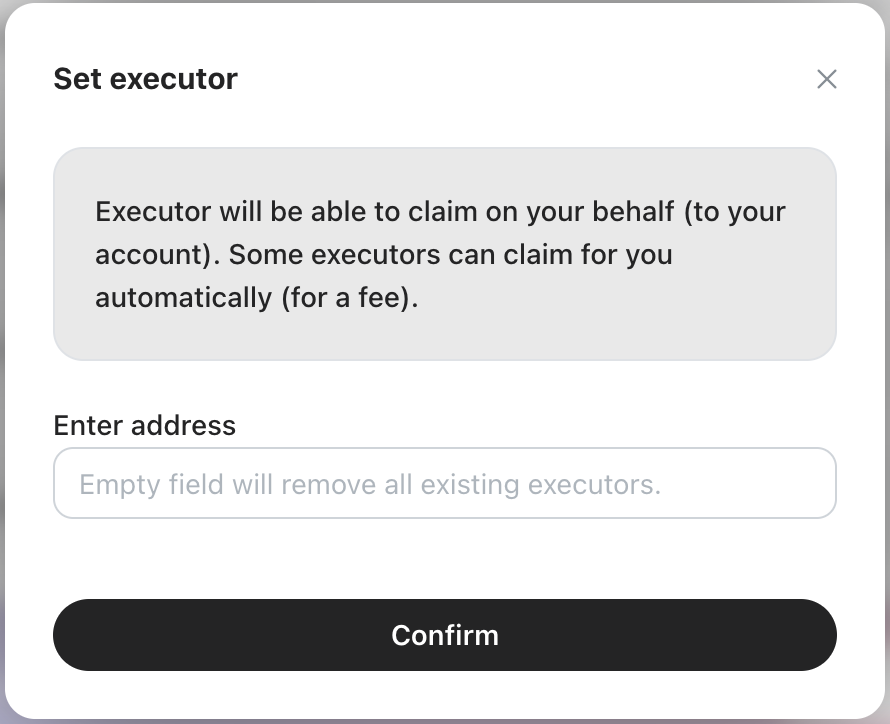 Set executor
Executor will be able to claim on your behalf (to your
account). Some executors can claim for you
automatically (for a fee).
Enter address
Empty field will remove all existing executors.
Confirm